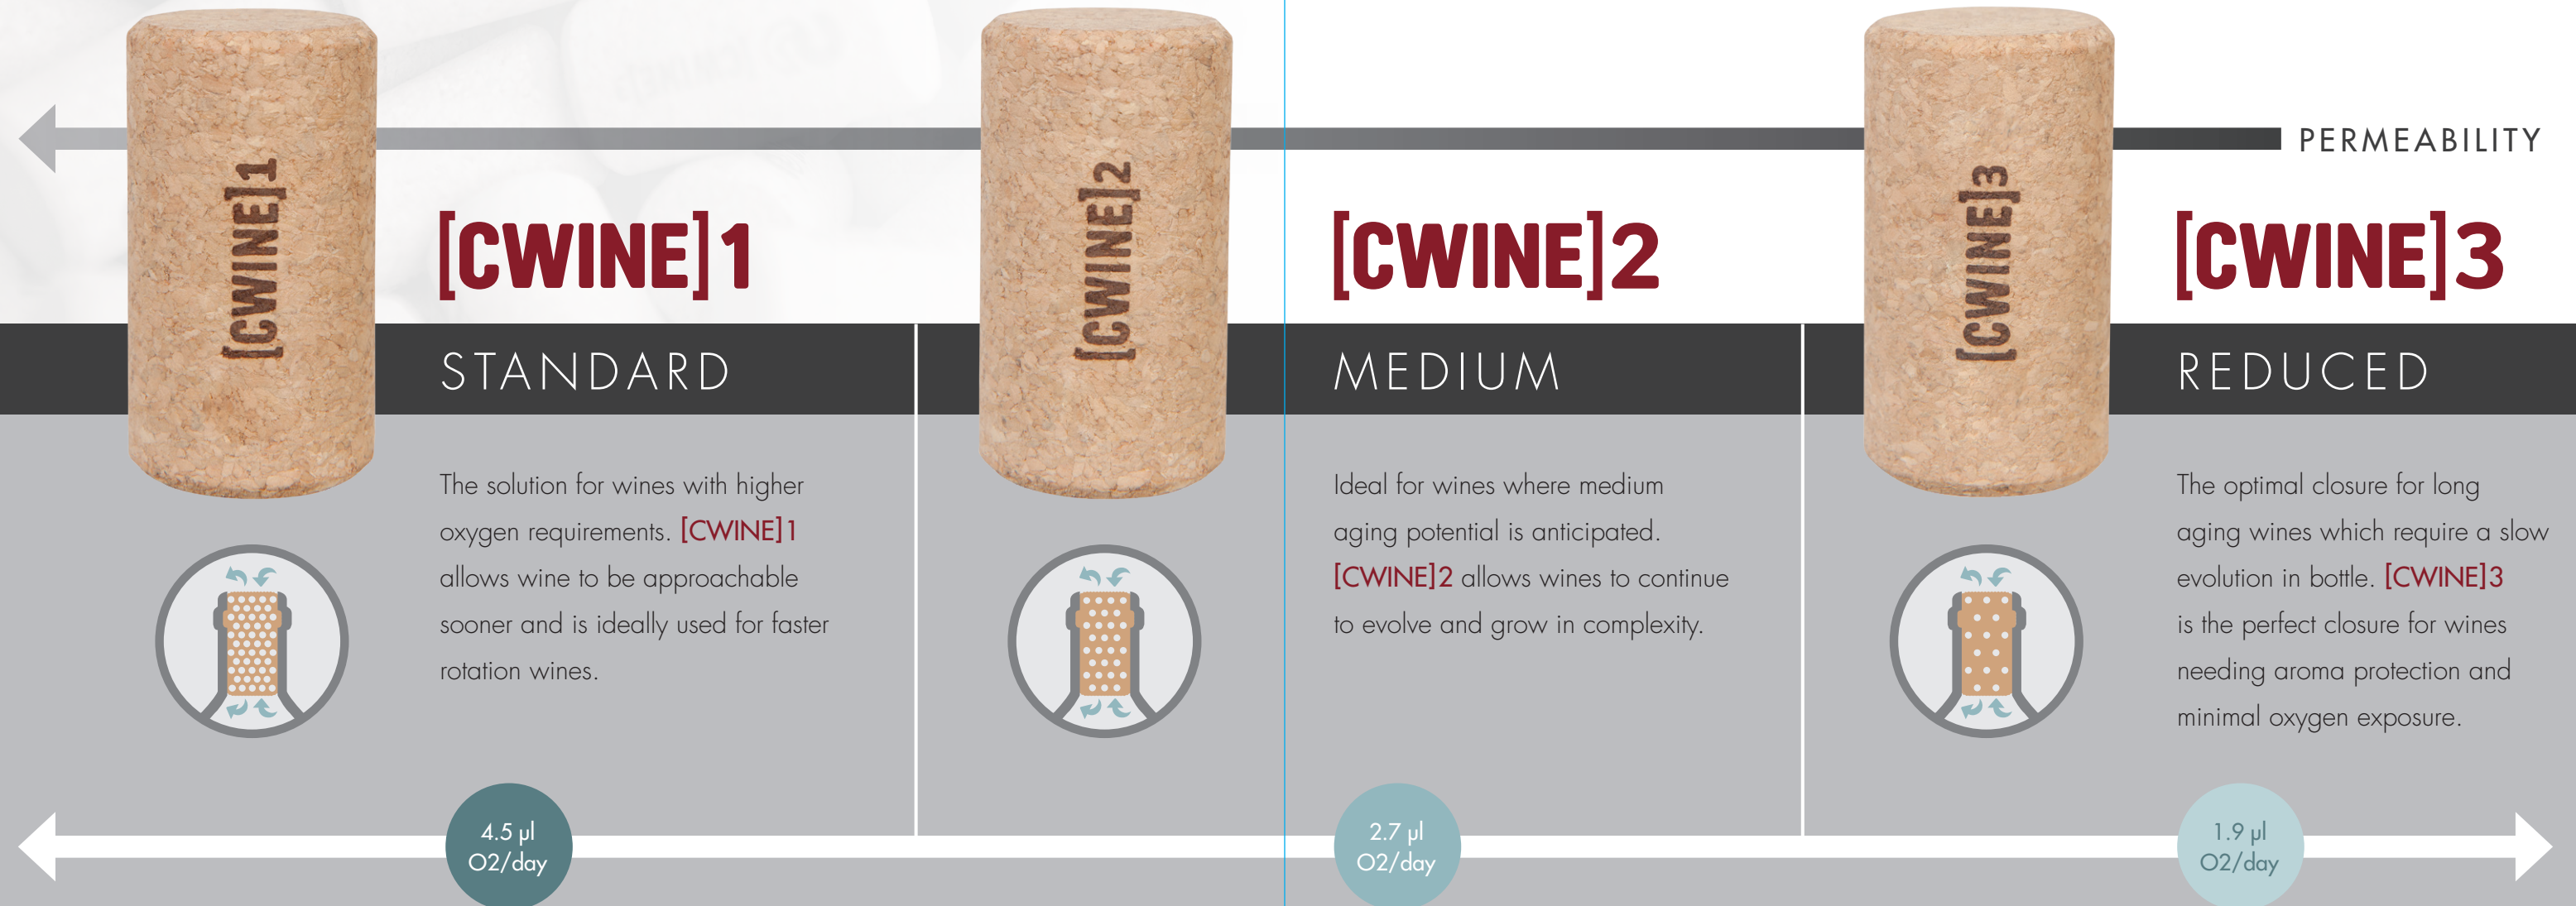 PERMEABILITY
[CWINE]1
[CWINE]1
STANDARD
The solution for wines with higher
oxygen requirements. [CWINE]1
allows wine to be approachable
sooner and is ideally used for faster
rotation wines.
4.5 µl
O2/day
[CWINE]2
[CWINE]2
MEDIUM
Ideal for wines where medium
aging potential is anticipated.
[CWINE]2 allows wines to continue
to evolve and grow in complexity.
2.7 µl
O2/day
[CWINE]3
[CWINE]3
REDUCED
The optimal closure for long
aging wines which require a slow
evolution in bottle. [CWINE]3
is the perfect closure for wines
needing aroma protection and
minimal oxygen exposure.
1.9 µl
O2/day